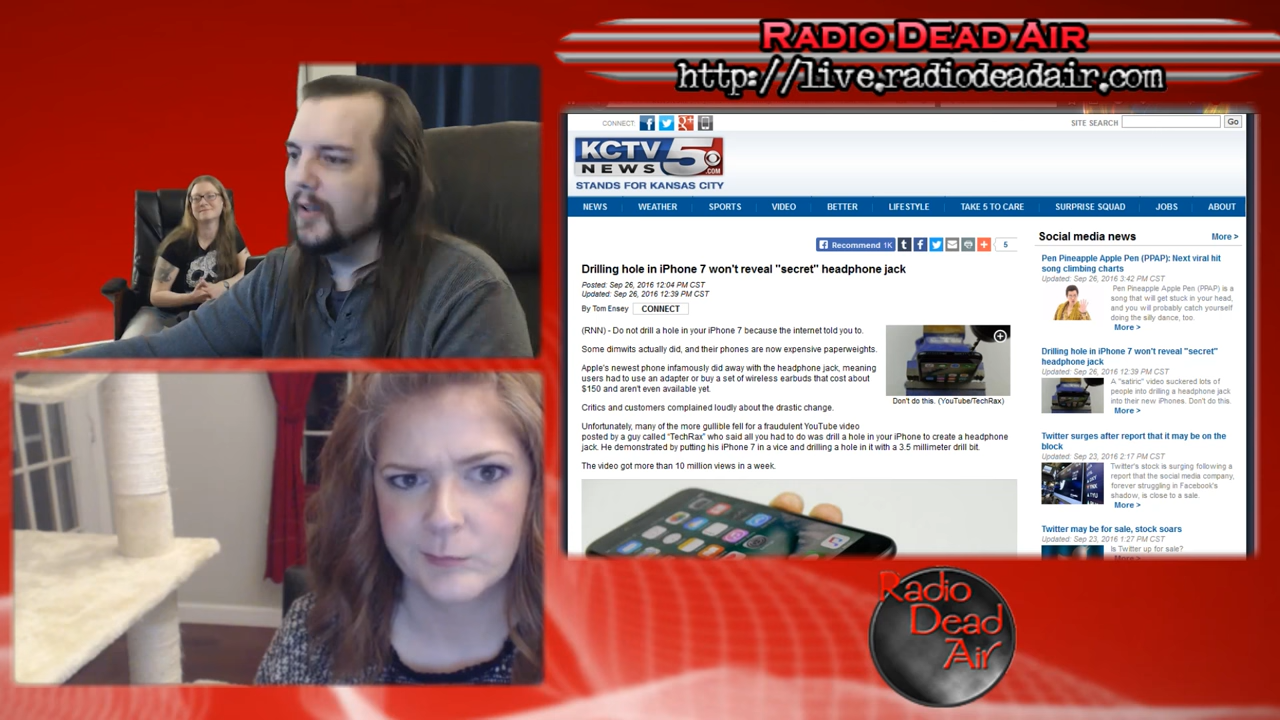 RADIO DEAD AIR
http://live.radiodeadair.com
CONNECT:
SITE SEARCH
Go
KCTV 5
NEWS .COM
STANDS FOR KANSAS CITY
NEWS WEATHER SPORTS VIDEO BETTER LIFESTYLE TAKE 5 TO CARE SURPRISE SQUAD JOBS ABOUT
Recommend 1K
5
Drilling hole in iPhone 7 won't reveal "secret" headphone jack
Posted: Sep 26, 2016 12:04 PM CST
Updated: Sep 26, 2016 12:39 PM CST
By Tom Ensey CONNECT
(RNN) - Do not drill a hole in your iPhone 7 because the internet told you to.
Some dimwits actually did, and their phones are now expensive paperweights.
Apple's newest phone infamously did away with the headphone jack, meaning
users had to use an adapter or buy a set of wireless earbuds that cost about
$150 and aren't even available yet.
Critics and customers complained loudly about the drastic change.
Unfortunately, many of the more gullible fell for a fraudulent YouTube video
posted by a guy called "TechRax" who said all you had to do was drill a hole in your iPhone to create a headphone
jack. He demonstrated by putting his iPhone 7 in a vice and drilling a hole in it with a 3.5 millimeter drill bit.
The video got more than 10 million views in a week.
Don't do this. (YouTube/TechRax)
Social media news
More >
Pen Pineapple Apple Pen (PPAP): Next viral hit
song climbing charts
Updated: Sep 26, 2016 3:42 PM CST
Pen Pineapple Apple Pen (PPAP) is a
song that will get stuck in your head,
and you will probably catch yourself
doing the silly dance, too.
More >
Drilling hole in iPhone 7 won't reveal "secret"
headphone jack
Updated: Sep 26, 2016 12:39 PM CST
A "satiric" video suckered lots of
people into drilling a headphone jack
into their new iPhones. Don't do this.
More >
Twitter surges after report that it may be on the
block
Updated: Sep 23, 2016 2:17 PM CST
Twitter's stock is surging following a
report that the social media company,
forever struggling in Facebook's
shadow, is close to a sale.
More >
Twitter may be for sale, stock soars
Updated: Sep 23, 2016 9:33 AM CST
Is Twitter up for sale?
More >
Radio
Dead
Air